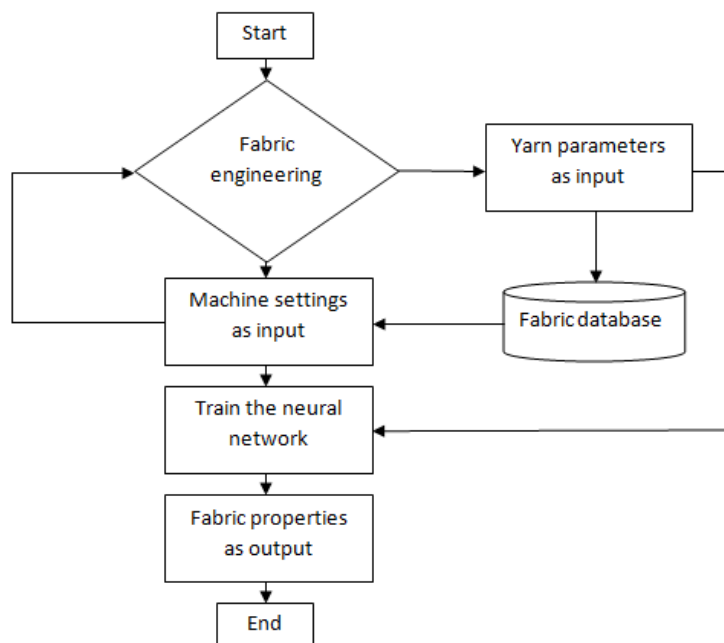 Start
Fabric
engineering
Yarn parameters
as input
Machine settings
as input
Fabric database
Train the neural
network
Fabric properties
as output
End